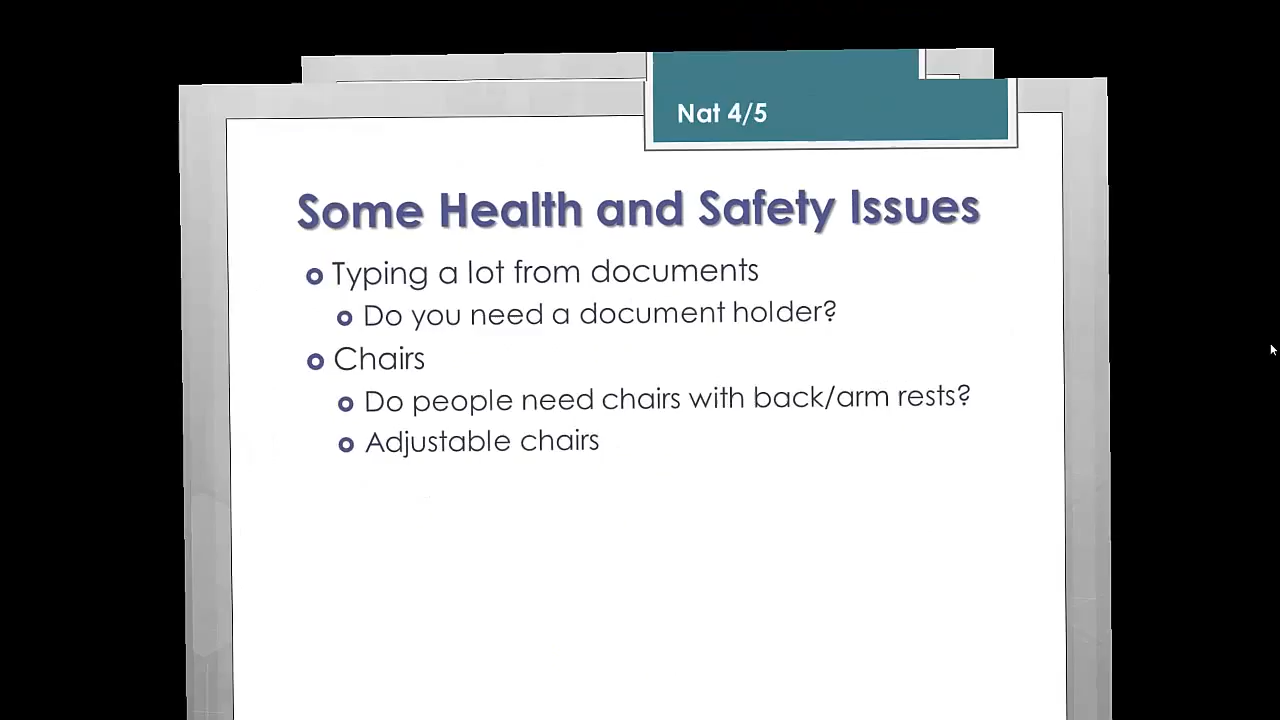 Nat 4/5
Some Health and Safety Issues
Typing a lot from documents
Do you need a document holder?
Chairs
Do people need chairs with back/arm rests?
Adjustable chairs